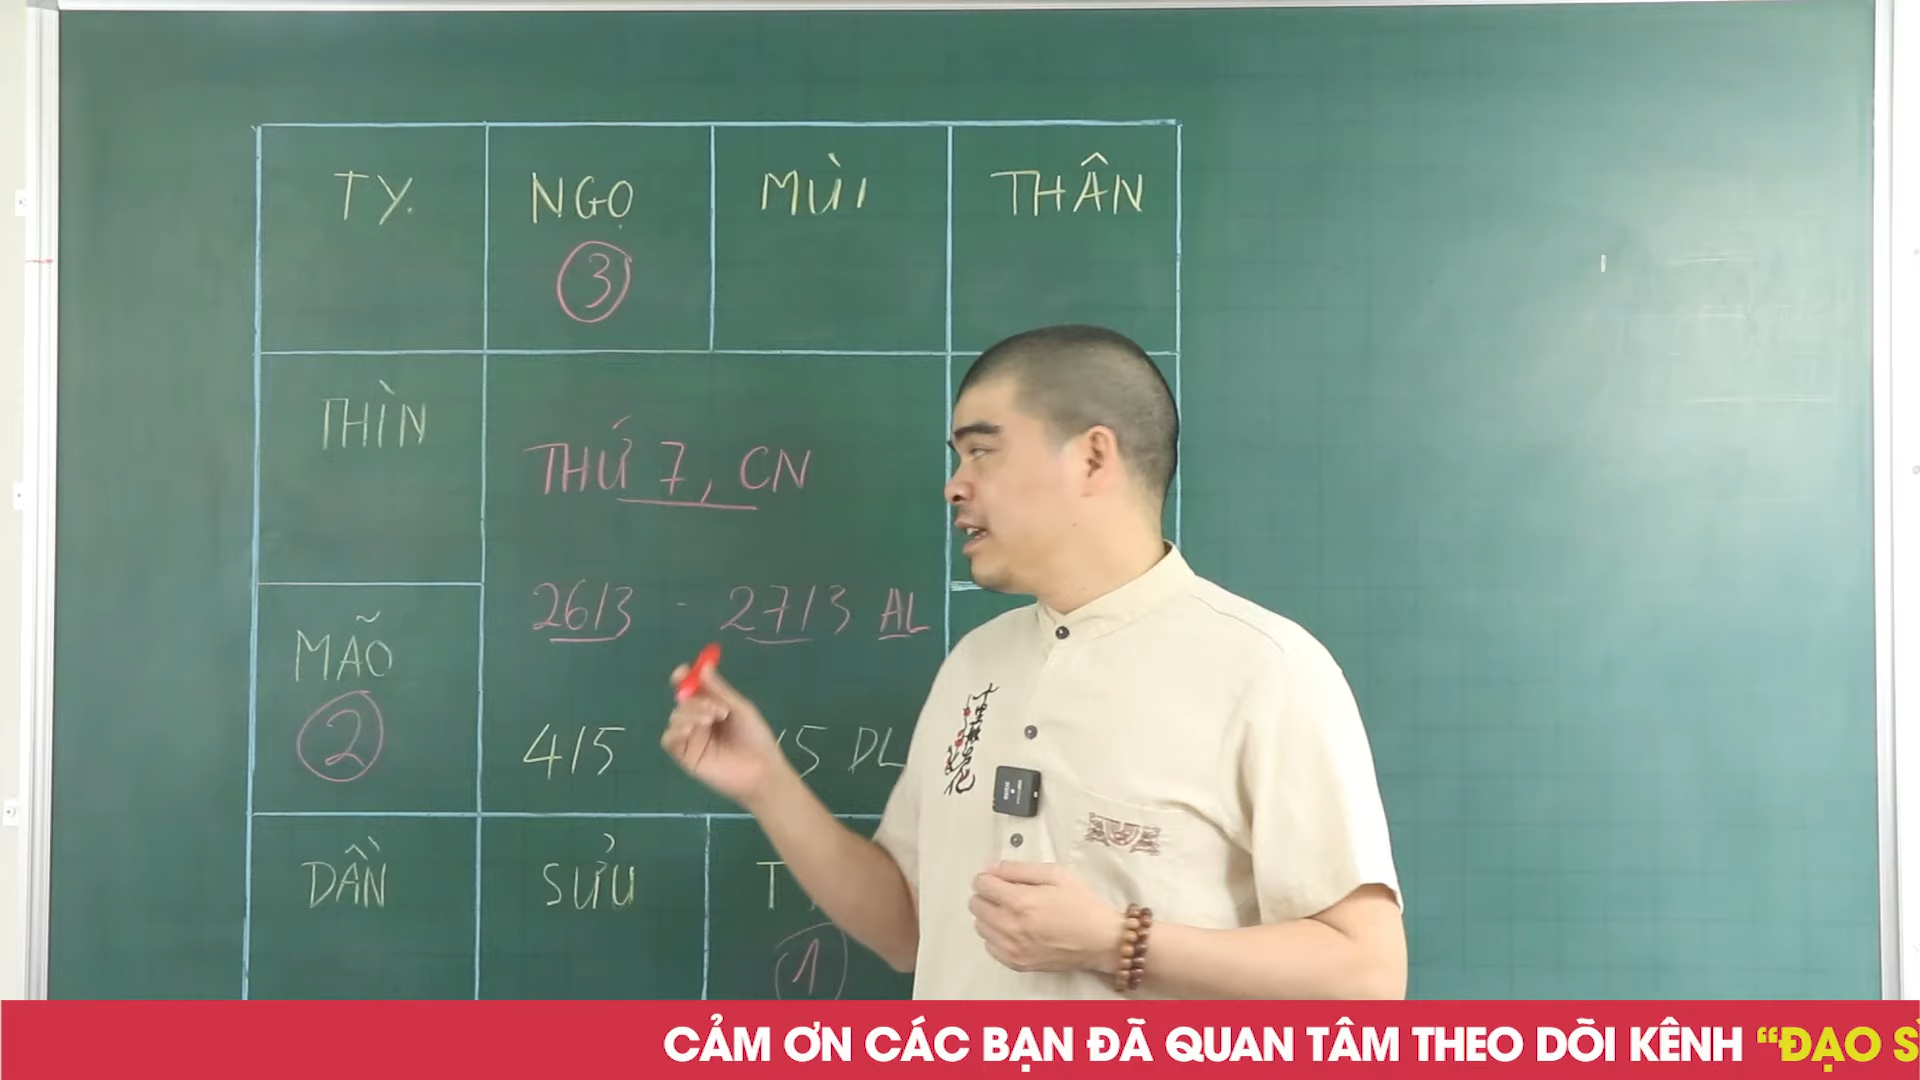 TỴ NGỌ MÙI THÂN
3
THÌN
THỨ 7, CN
26/3 - 27/3 AL
MÃO
2
4/5 /5 DL
DẦN SỬU
1
CẢM ƠN CÁC BẠN ĐÃ QUAN TÂM THEO DÕI KÊNH “ĐẠO S